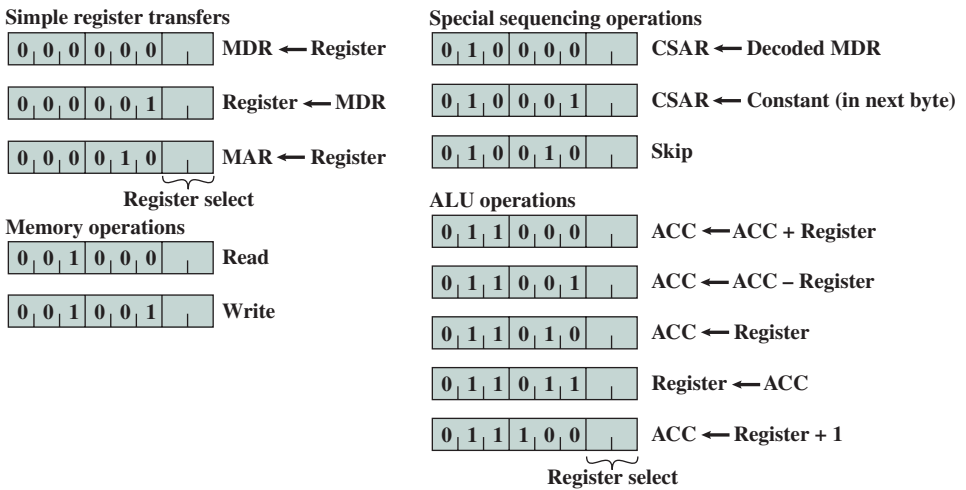 Simple register transfers
0 0 0 0 0 0 MDR ← Register
0 0 0 0 0 1 Register ← MDR
0 0 0 0 1 0 MAR ← Register
Register select
Memory operations
0 0 1 0 0 0 Read
0 0 1 0 0 1 Write
Special sequencing operations
0 1 0 0 0 0 CSAR ← Decoded MDR
0 1 0 0 0 1 CSAR ← Constant (in next byte)
0 1 0 0 1 0 Skip
ALU operations
0 1 1 0 0 0 ACC ← ACC + Register
0 1 1 0 0 1 ACC ← ACC – Register
0 1 1 0 1 0 ACC ← Register
0 1 1 0 1 1 Register ← ACC
0 1 1 1 0 0 ACC ← Register + 1
Register select